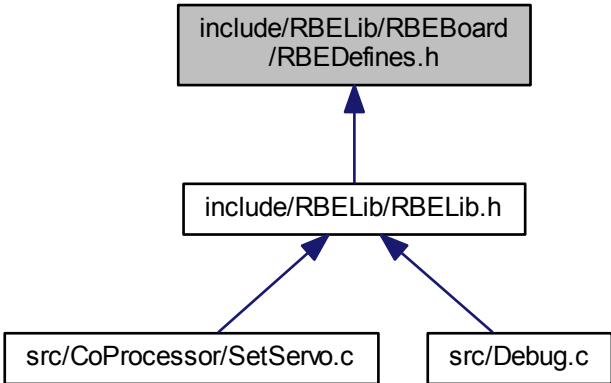 include/RBELib/RBEBoard
/RBEDefines.h
include/RBELib/RBELib.h
src/CoProcessor/SetServo.c
src/Debug.c